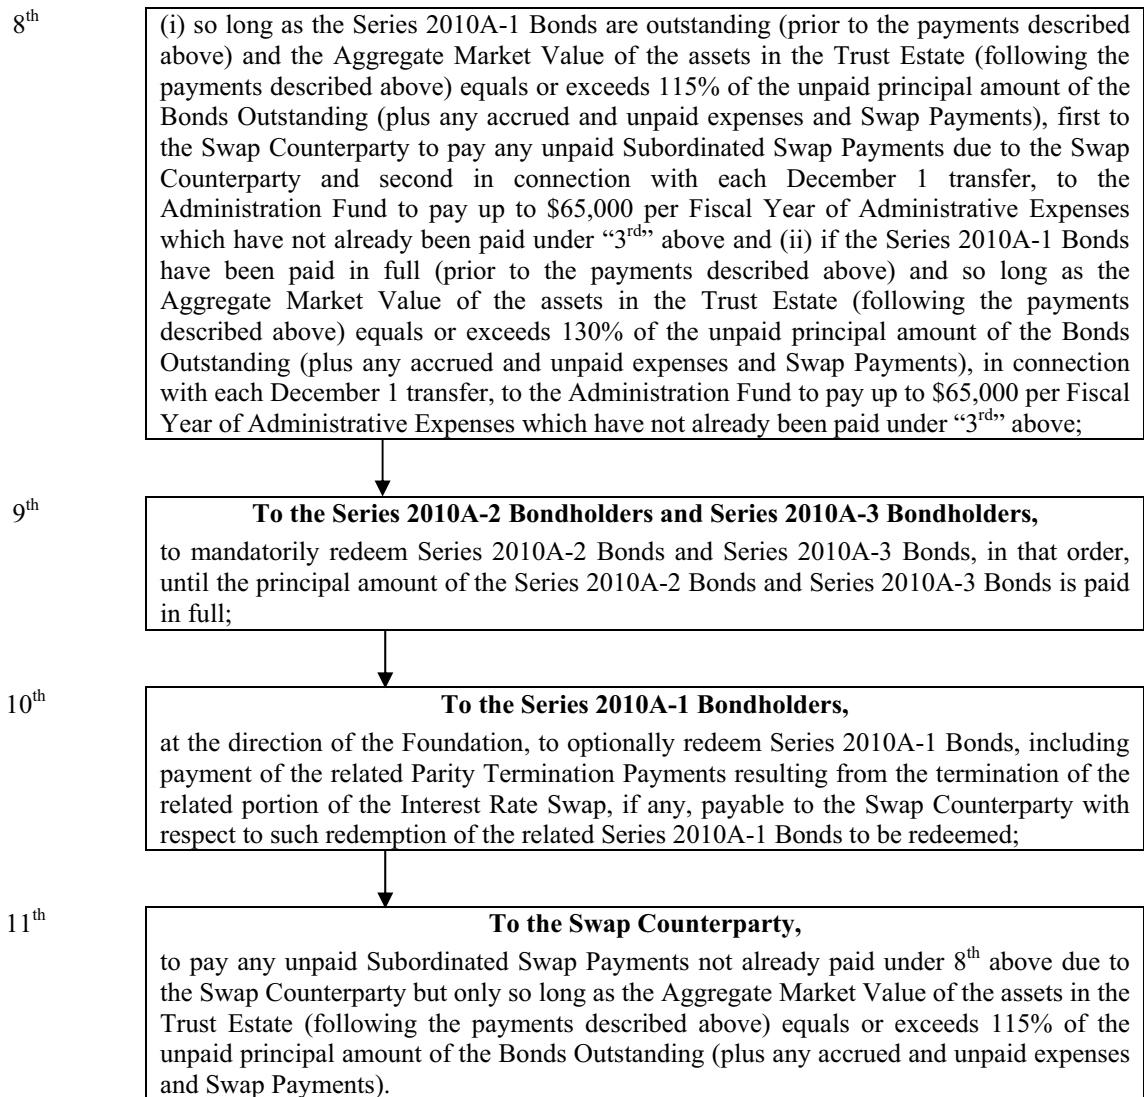 8th
(i) so long as the Series 2010A-1 Bonds are outstanding (prior to the payments described
above) and the Aggregate Market Value of the assets in the Trust Estate (following the
payments described above) equals or exceeds 115% of the unpaid principal amount of the
Bonds Outstanding (plus any accrued and unpaid expenses and Swap Payments), first to
the Swap Counterparty to pay any unpaid Subordinated Swap Payments due to the Swap
Counterparty and second in connection with each December 1 transfer, to the
Administration Fund to pay up to $65,000 per Fiscal Year of Administrative Expenses
which have not already been paid under “3rd” above and (ii) if the Series 2010A-1 Bonds
have been paid in full (prior to the payments described above) and so long as the
Aggregate Market Value of the assets in the Trust Estate (following the payments
described above) equals or exceeds 130% of the unpaid principal amount of the Bonds
Outstanding (plus any accrued and unpaid expenses and Swap Payments), in connection
with each December 1 transfer, to the Administration Fund to pay up to $65,000 per Fiscal
Year of Administrative Expenses which have not already been paid under “3rd” above;
9th
To the Series 2010A-2 Bondholders and Series 2010A-3 Bondholders,
to mandatorily redeem Series 2010A-2 Bonds and Series 2010A-3 Bonds, in that order,
until the principal amount of the Series 2010A-2 Bonds and Series 2010A-3 Bonds is paid
in full;
10th
To the Series 2010A-1 Bondholders,
at the direction of the Foundation, to optionally redeem Series 2010A-1 Bonds, including
payment of the related Parity Termination Payments resulting from the termination of the
related portion of the Interest Rate Swap, if any, payable to the Swap Counterparty with
respect to such redemption of the related Series 2010A-1 Bonds to be redeemed;
11th
To the Swap Counterparty,
to pay any unpaid Subordinated Swap Payments not already paid under 8th above due to
the Swap Counterparty but only so long as the Aggregate Market Value of the assets in the
Trust Estate (following the payments described above) equals or exceeds 115% of the
unpaid principal amount of the Bonds Outstanding (plus any accrued and unpaid expenses
and Swap Payments).